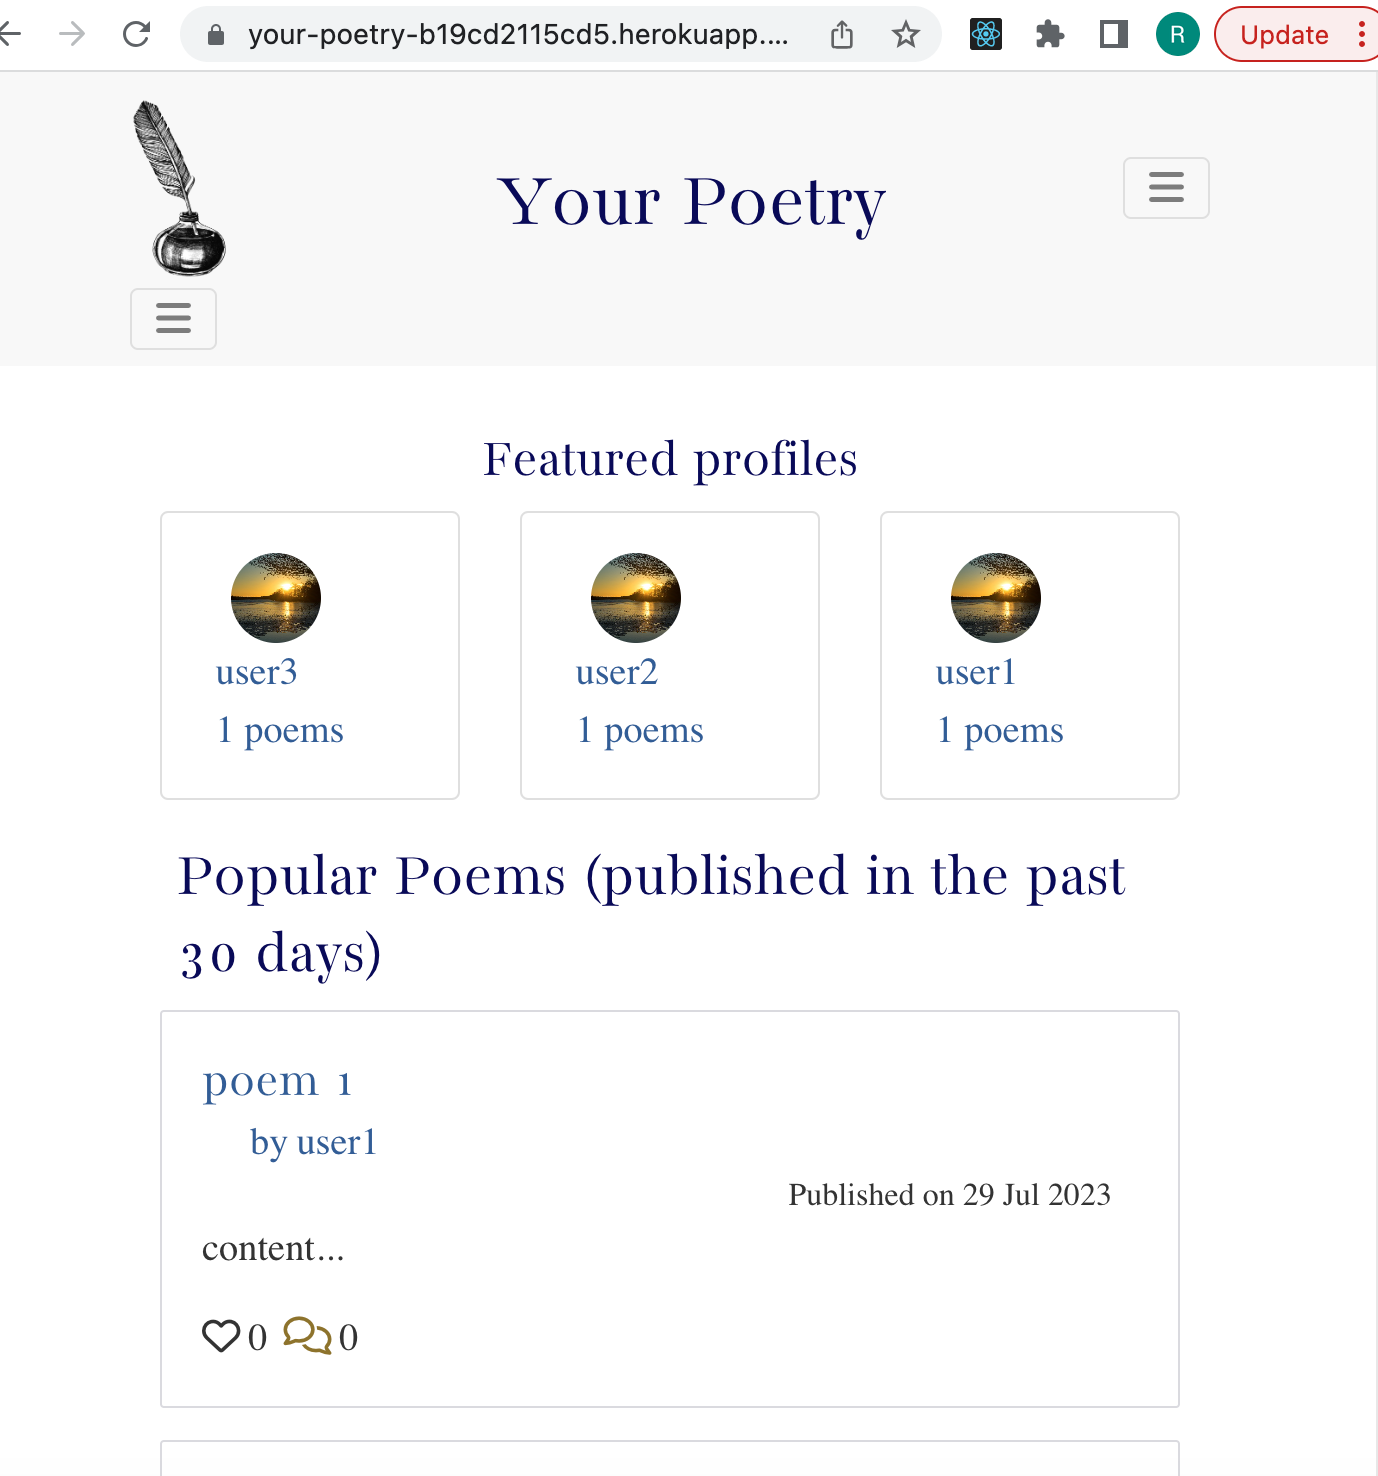 your-poetry-b19cd2115cd5.herokuapp....
R
Update
Your Poetry
Featured profiles
user3
1 poems
user2
1 poems
user1
1 poems
Popular Poems (published in the past
30 days)
poem 1
by user1
Published on 29 Jul 2023
content...
0 0